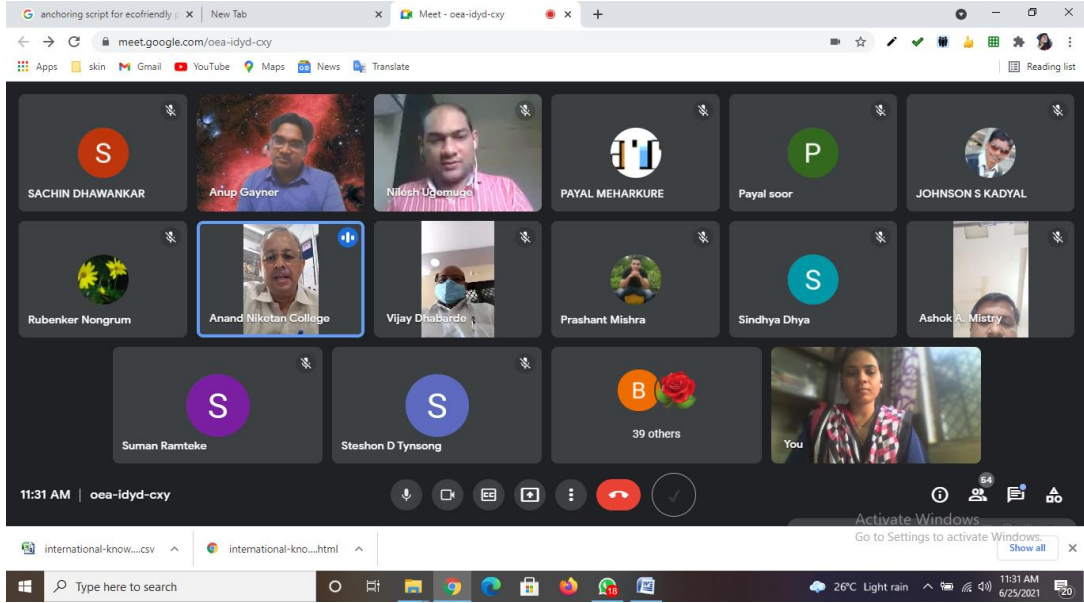 anchoring script for ecofriendly p
New Tab
Meet - oea-idyd-cxy
meet.google.com/oea-idyd-cxy
Apps skin Gmail YouTube Maps News Translate Reading list
S P
SACHIN DHAWANKAR Anup Gayner Nilesh Ugemuge PAYAL MEHARKURE Payal soor JOHNSON S KADYAL
S
Rubenker Nongrum Anand Niketan College Vijay Dhabarde Prashant Mishra Sindhya Dhya Ashok A. Mistry
S S B
39 others
Suman Ramteke Steshon D Tynsong You
11:31 AM | oea-idyd-cxy CC 54
Activate Windows
Go to Settings to activate Windows.
international-know....csv international-kno....html Show all
Type here to search 18 26°C Light rain 11:31 AM
6/25/2021 20